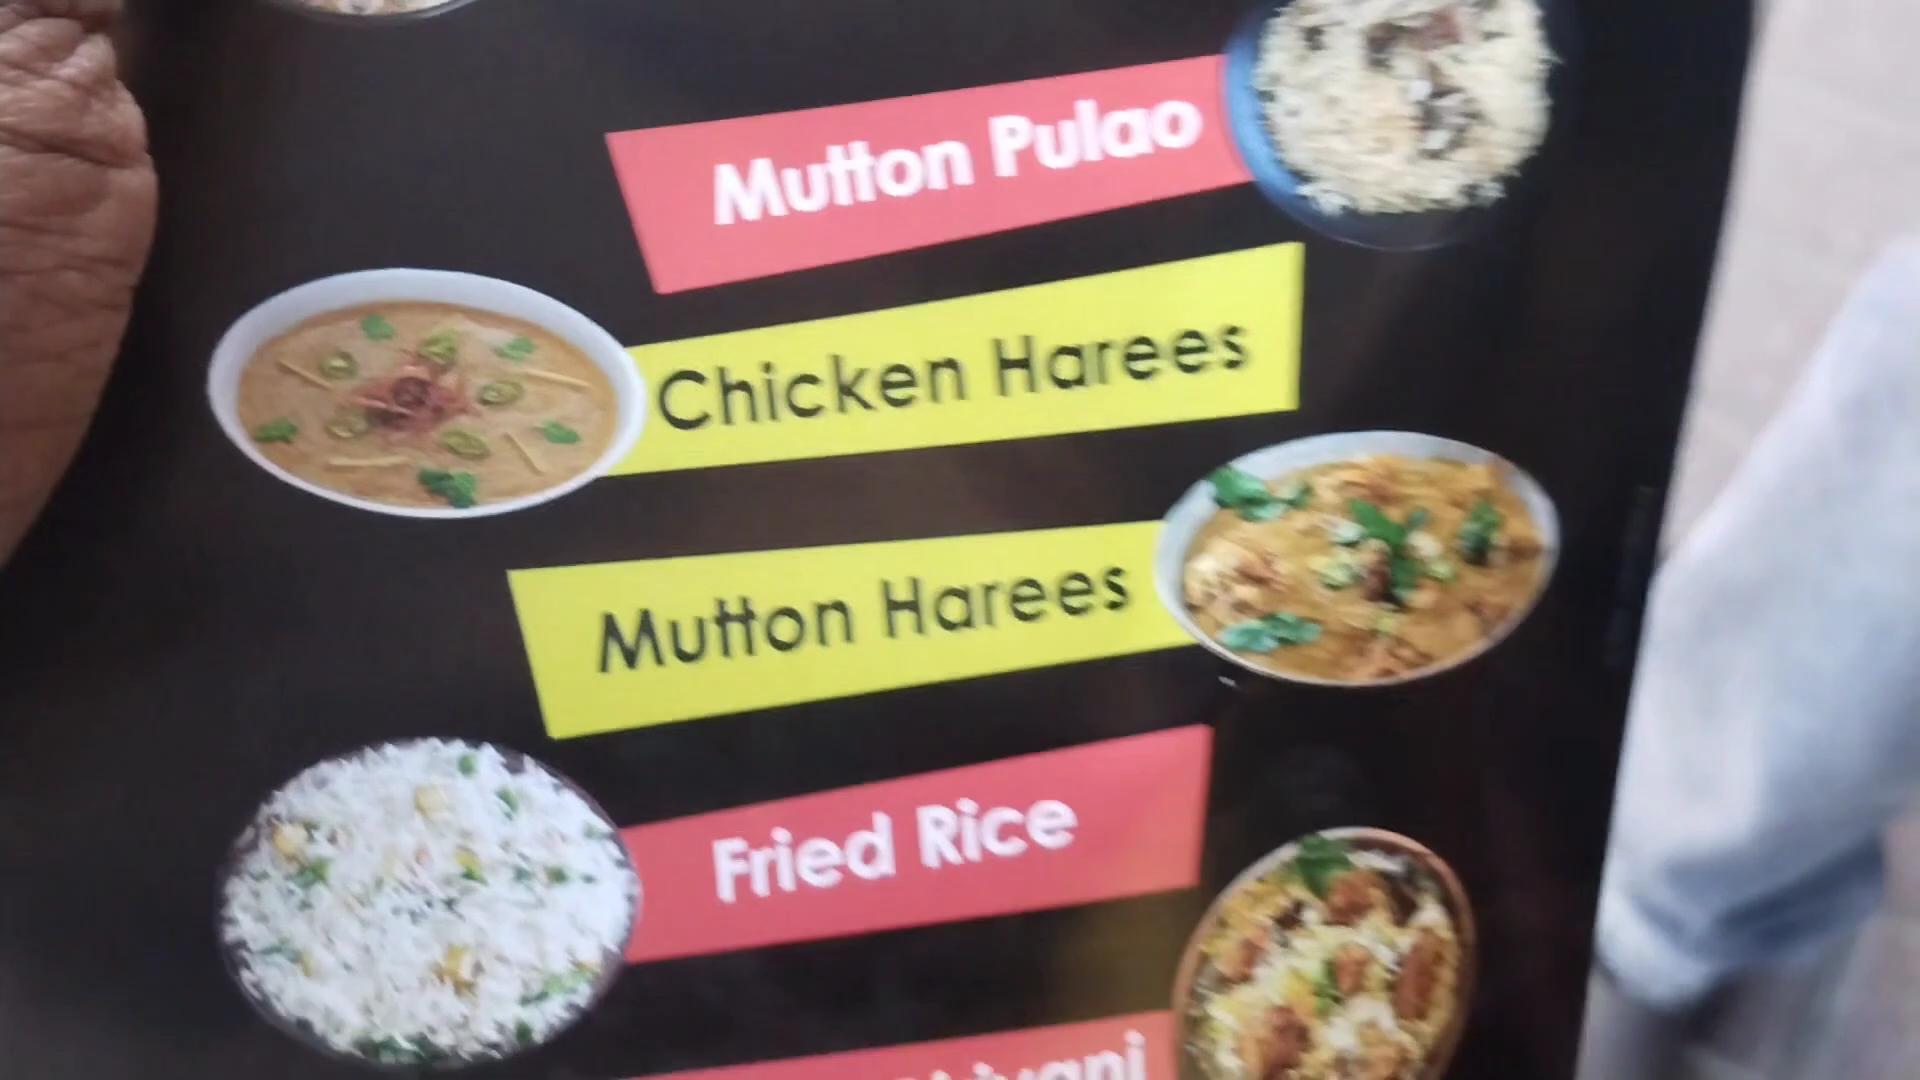 Mutton Pulao
Chicken Harees
Mutton Harees
Fried Rice